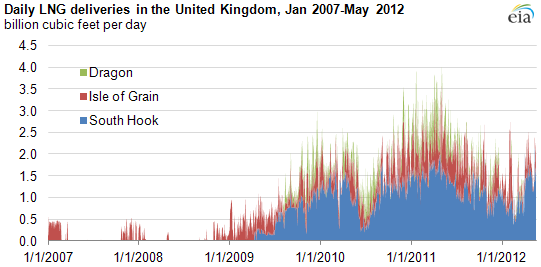 Daily LNG deliveries in the United Kingdom, Jan 2007-May 2012
billion cubic feet per day
eia
4.5
4.0
3.5
3.0
2.5
2.0
1.5
1.0
0.5
0.0
Dragon
Isle of Grain
South Hook
1/1/2007 1/1/2008 1/1/2009 1/1/2010 1/1/2011 1/1/2012